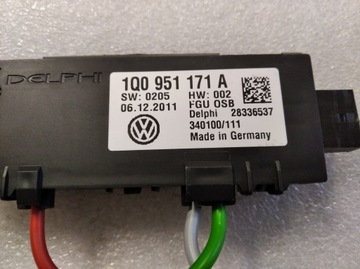 DELPHI
1Q0 951 171 A
SW: 0205 HW: 002
06.12.2011 FGU OSB
Delphi 28336537
340100/111
Made in Germany